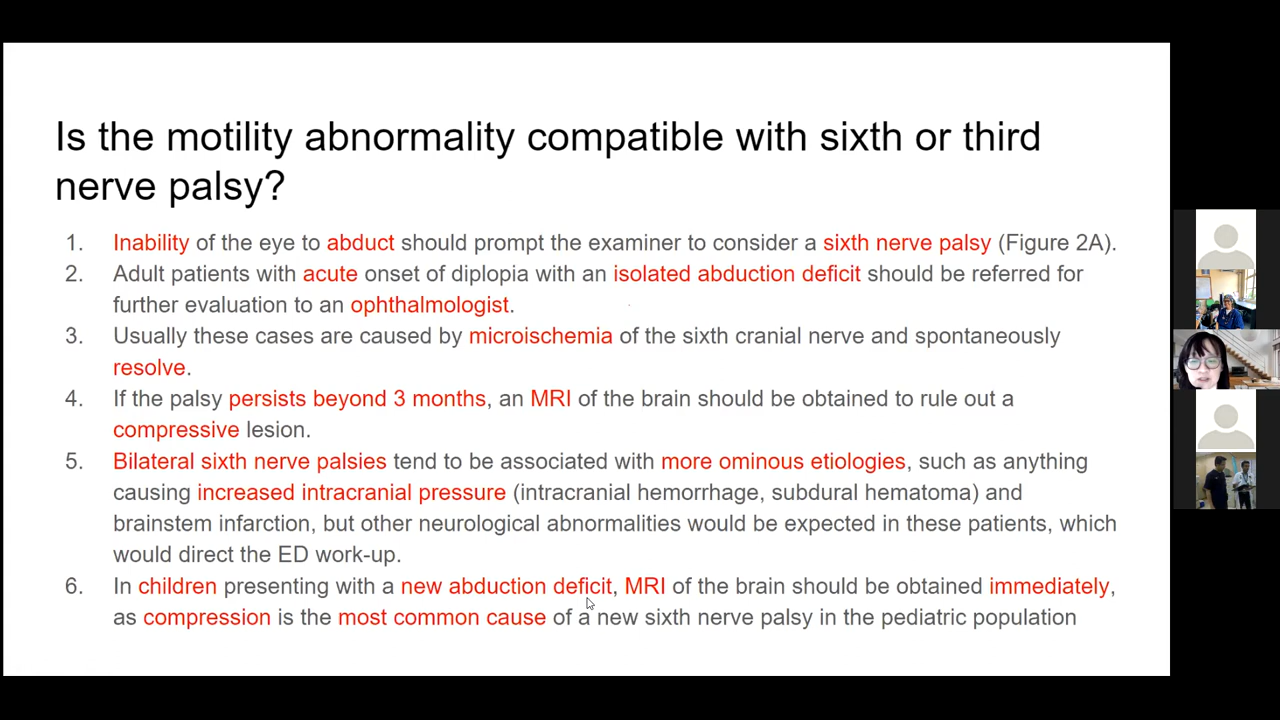 Is the motility abnormality compatible with sixth or third
nerve palsy?
1. Inability of the eye to abduct should prompt the examiner to consider a sixth nerve palsy (Figure 2A).
2. Adult patients with acute onset of diplopia with an isolated abduction deficit should be referred for
further evaluation to an ophthalmologist.
3. Usually these cases are caused by microischemia of the sixth cranial nerve and spontaneously
resolve.
4. If the palsy persists beyond 3 months, an MRI of the brain should be obtained to rule out a
compressive lesion.
5. Bilateral sixth nerve palsies tend to be associated with more ominous etiologies, such as anything
causing increased intracranial pressure (intracranial hemorrhage, subdural hematoma) and
brainstem infarction, but other neurological abnormalities would be expected in these patients, which
would direct the ED work-up.
6. In children presenting with a new abduction deficit, MRI of the brain should be obtained immediately,
as compression is the most common cause of a new sixth nerve palsy in the pediatric population